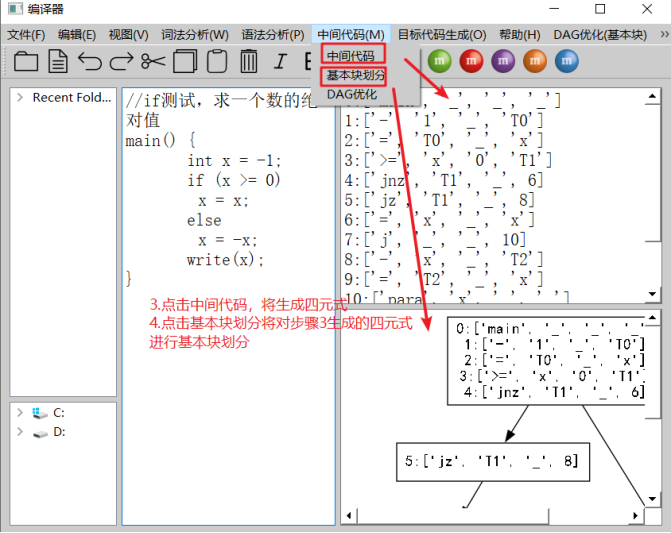 编译器
文件(F) 编辑(E) 视图(V) 词法分析(W) 语法分析(P) 中间代码(M) 目标代码生成(O) 帮助(H) DAG优化(基本块) »
中间代码
基本块划分
DAG优化
I
m m m m m
Recent Fold...
//if测试，求一个数的绝
对值
main() {
int x = -1;
if (x >= 0)
x = x;
else
x = -x;
write(x);
}
3.点击中间代码，将生成四元式
4.点击基本块划分将对步骤3生成的四元式
进行基本块划分
'_', '_', '_']
1:['-', '1', '_', 'T0']
2:['=', 'T0', '_', 'x']
3:['>=', 'x', '0', 'T1']
4:['jnz', 'T1', '_', 6]
5:['jz', 'T1', '_', 8]
6:['=', 'x', '_', 'x']
7:['j', '_', '_', 10]
8:['-', 'x', '_', 'T2']
9:['=', 'T2', '_', 'x']
10:['para', 'x', '_', '_']
0:['main', '_', '_', '_'
1:['-', '1', '_', 'T0']
2:['=', 'T0', '_', 'x']
3:['>=', 'x', '0', 'T1'
4:['jnz', 'T1', '_', 6]
5:['jz', 'T1', '_', 8]
C:
D: